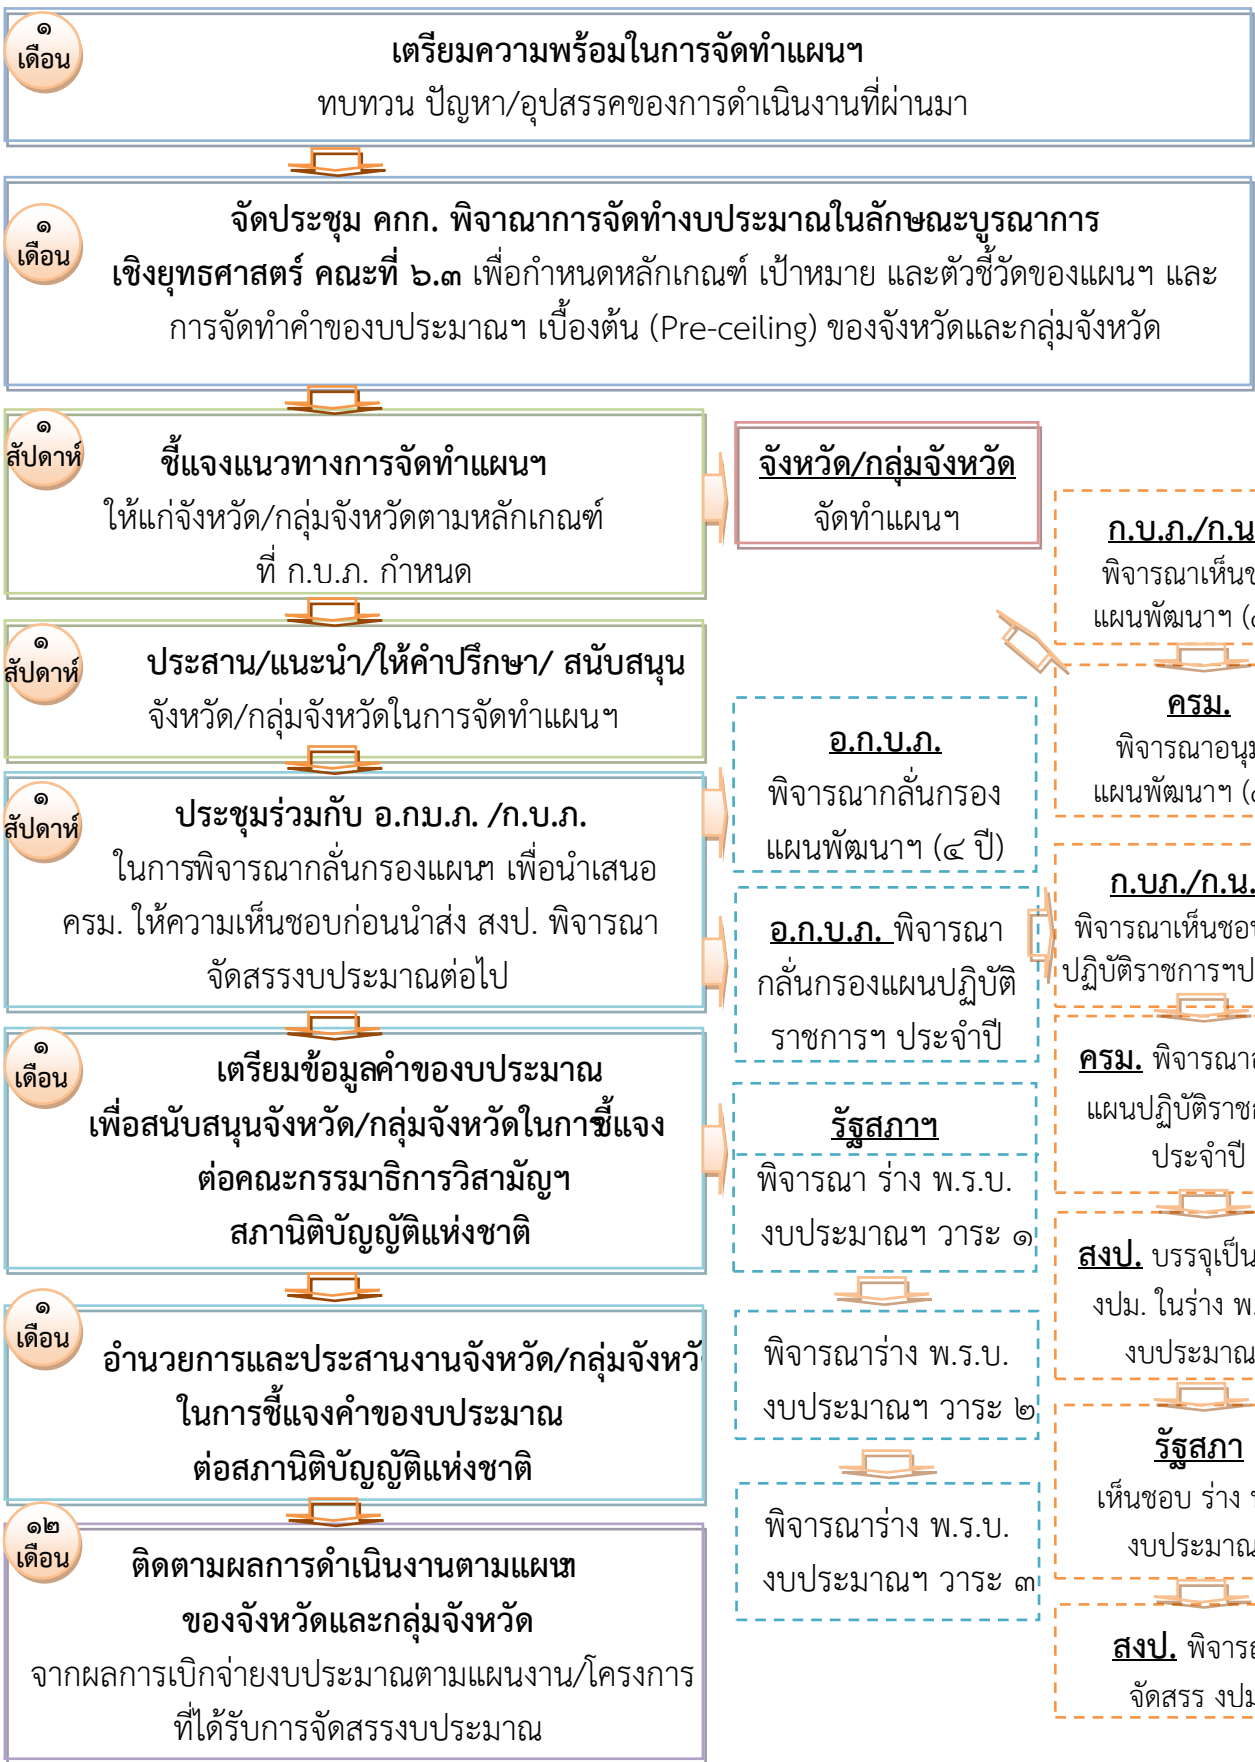 ๑
เดือน
เตรียมความพร้อมในการจัดทำแผนฯ
ทบทวน ปัญหา/อุปสรรคของการดำเนินงานที่ผ่านมา
๑
เดือน
จัดประชุม คกก. พิจาณาการจัดทำงบประมาณในลักษณะบูรณาการ
เชิงยุทธศาสตร์ คณะที่ ๖.๓ เพื่อกำหนดหลักเกณฑ์ เป้าหมาย และตัวชี้วัดของแผนฯ และ
การจัดทำคำของบประมาณฯ เบื้องต้น (Pre-ceiling) ของจังหวัดและกลุ่มจังหวัด
๑
สัปดาห์
ชี้แจงแนวทางการจัดทำแผนฯ
ให้แก่จังหวัด/กลุ่มจังหวัดตามหลักเกณฑ์
ที่ ก.บ.ภ. กำหนด
จังหวัด/กลุ่มจังหวัด
จัดทำแผนฯ
๑
สัปดาห์
ประสาน/แนะนำ/ให้คำปรึกษา/ สนับสนุน
จังหวัด/กลุ่มจังหวัดในการจัดทำแผนฯ
๑
สัปดาห์
ประชุมร่วมกับ อ.ก.บ.ภ. /ก.บ.ภ.
ในการพิจารณากลั่นกรองแผนฯ เพื่อนำเสนอ
ครม. ให้ความเห็นชอบก่อนนำส่ง สงป. พิจารณา
จัดสรรงบประมาณต่อไป
๑
เดือน
เตรียมข้อมูลคำของบประมาณ
เพื่อสนับสนุนจังหวัด/กลุ่มจังหวัดในการชี้แจง
ต่อคณะกรรมาธิการวิสามัญฯ
สภานิติบัญญัติแห่งชาติ
๑
เดือน
อำนวยการและประสานงานจังหวัด/กลุ่มจังหวั
ในการชี้แจงคำของบประมาณ
ต่อสภานิติบัญญัติแห่งชาติ
๑๒
เดือน
ติดตามผลการดำเนินงานตามแผนฯ
ของจังหวัดและกลุ่มจังหวัด
จากผลการเบิกจ่ายงบประมาณตามแผนงาน/โครงการ
ที่ได้รับการจัดสรรงบประมาณ
อ.ก.บ.ภ.
พิจารณากลั่นกรอง
แผนพัฒนาฯ (๔ ปี)
อ.ก.บ.ภ. พิจารณา
กลั่นกรองแผนปฏิบัติ
ราชการฯ ประจำปี
รัฐสภาฯ
พิจารณา ร่าง พ.ร.บ.
งบประมาณฯ วาระ ๑
พิจารณาร่าง พ.ร.บ.
งบประมาณฯ วาระ ๒
พิจารณาร่าง พ.ร.บ.
งบประมาณฯ วาระ ๓
ก.บ.ภ./ก.น
พิจารณาเห็น
แผนพัฒนาฯ (
ครม.
พิจารณาอนุ
แผนพัฒนาฯ (
ก.บภ./ก.น.
พิจารณาเห็นชอ
ปฏิบัติราชการฯป
ครม. พิจารณา
แผนปฏิบัติราช
ประจำปี
สงป. บรรจุเป็น
งปม. ในร่าง พ.
งบประมาณ
รัฐสภา
เห็นชอบ ร่าง
งบประมาณ
สงป. พิจาร
จัดสรร งปม